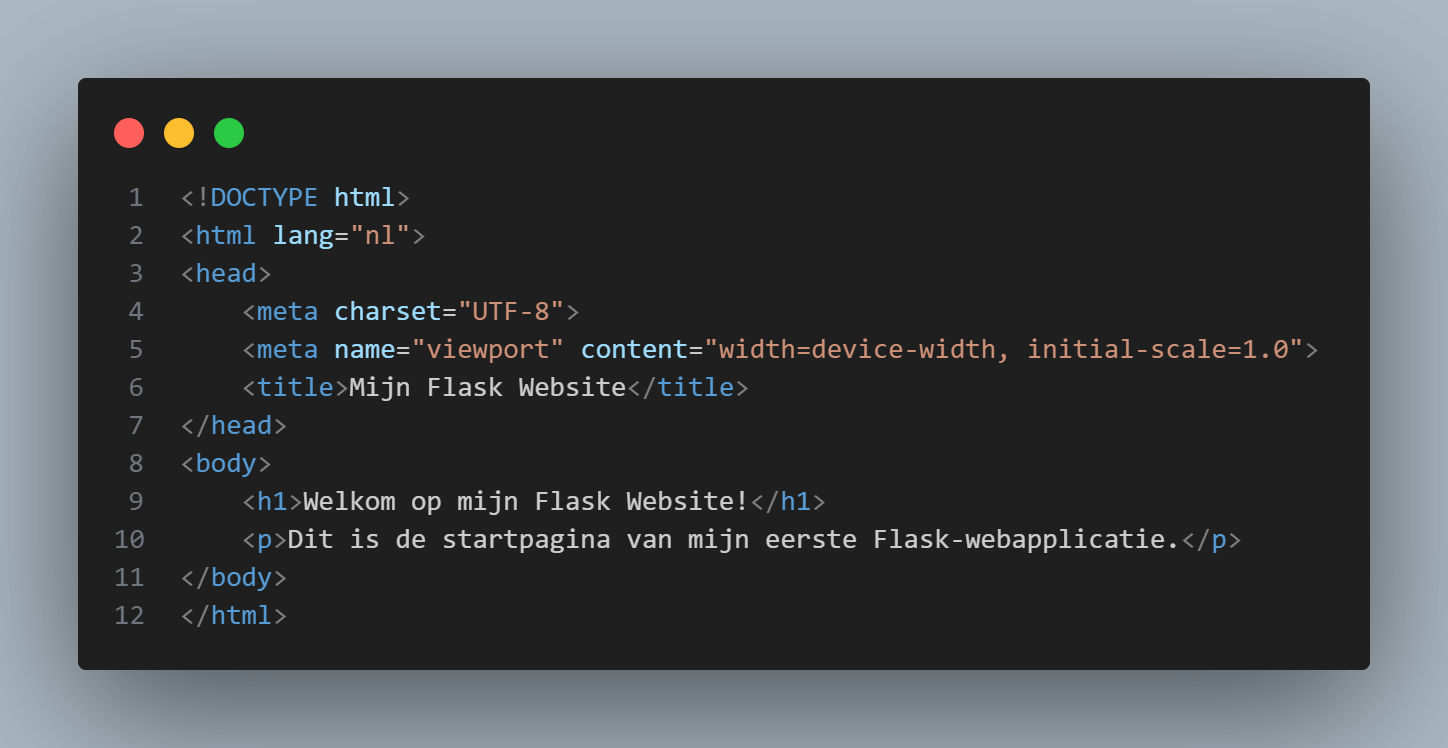 1 <!DOCTYPE html>
2 <html lang="nl">
3 <head>
4     <meta charset="UTF-8">
5     <meta name="viewport" content="width=device-width, initial-scale=1.0">
6     <title>Mijn Flask Website</title>
7 </head>
8 <body>
9     <h1>Welkom op mijn Flask Website!</h1>
10     <p>Dit is de startpagina van mijn eerste Flask-webapplicatie.</p>
11 </body>
12 </html>